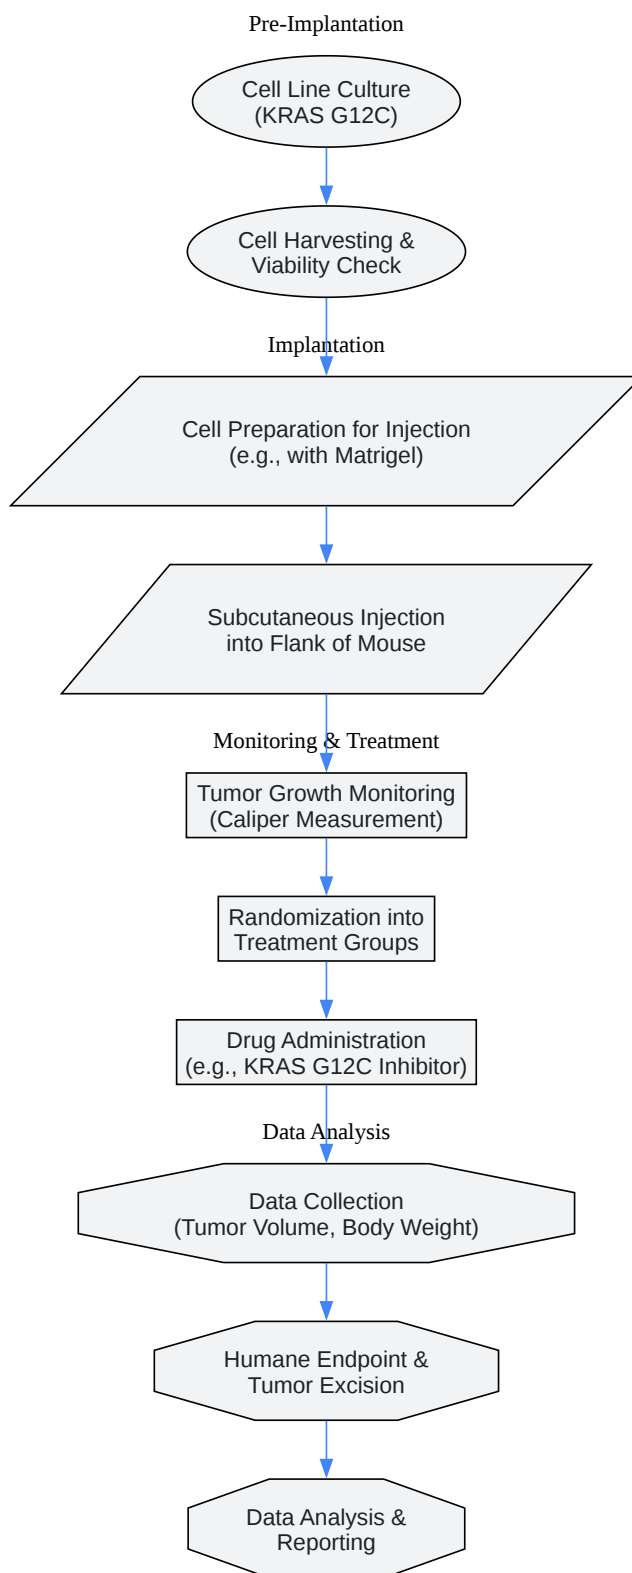 Pre-Implantation
Cell Line Culture
(KRAS G12C)
Cell Harvesting &
Viability Check
Implantation
Cell Preparation for Injection
(e.g., with Matrigel)
Subcutaneous Injection
into Flank of Mouse
Monitoring & Treatment
Tumor Growth Monitoring
(Caliper Measurement)
Randomization into
Treatment Groups
Drug Administration
(e.g., KRAS G12C Inhibitor)
Data Analysis
Data Collection
(Tumor Volume, Body Weight)
Humane Endpoint &
Tumor Excision
Data Analysis &
Reporting